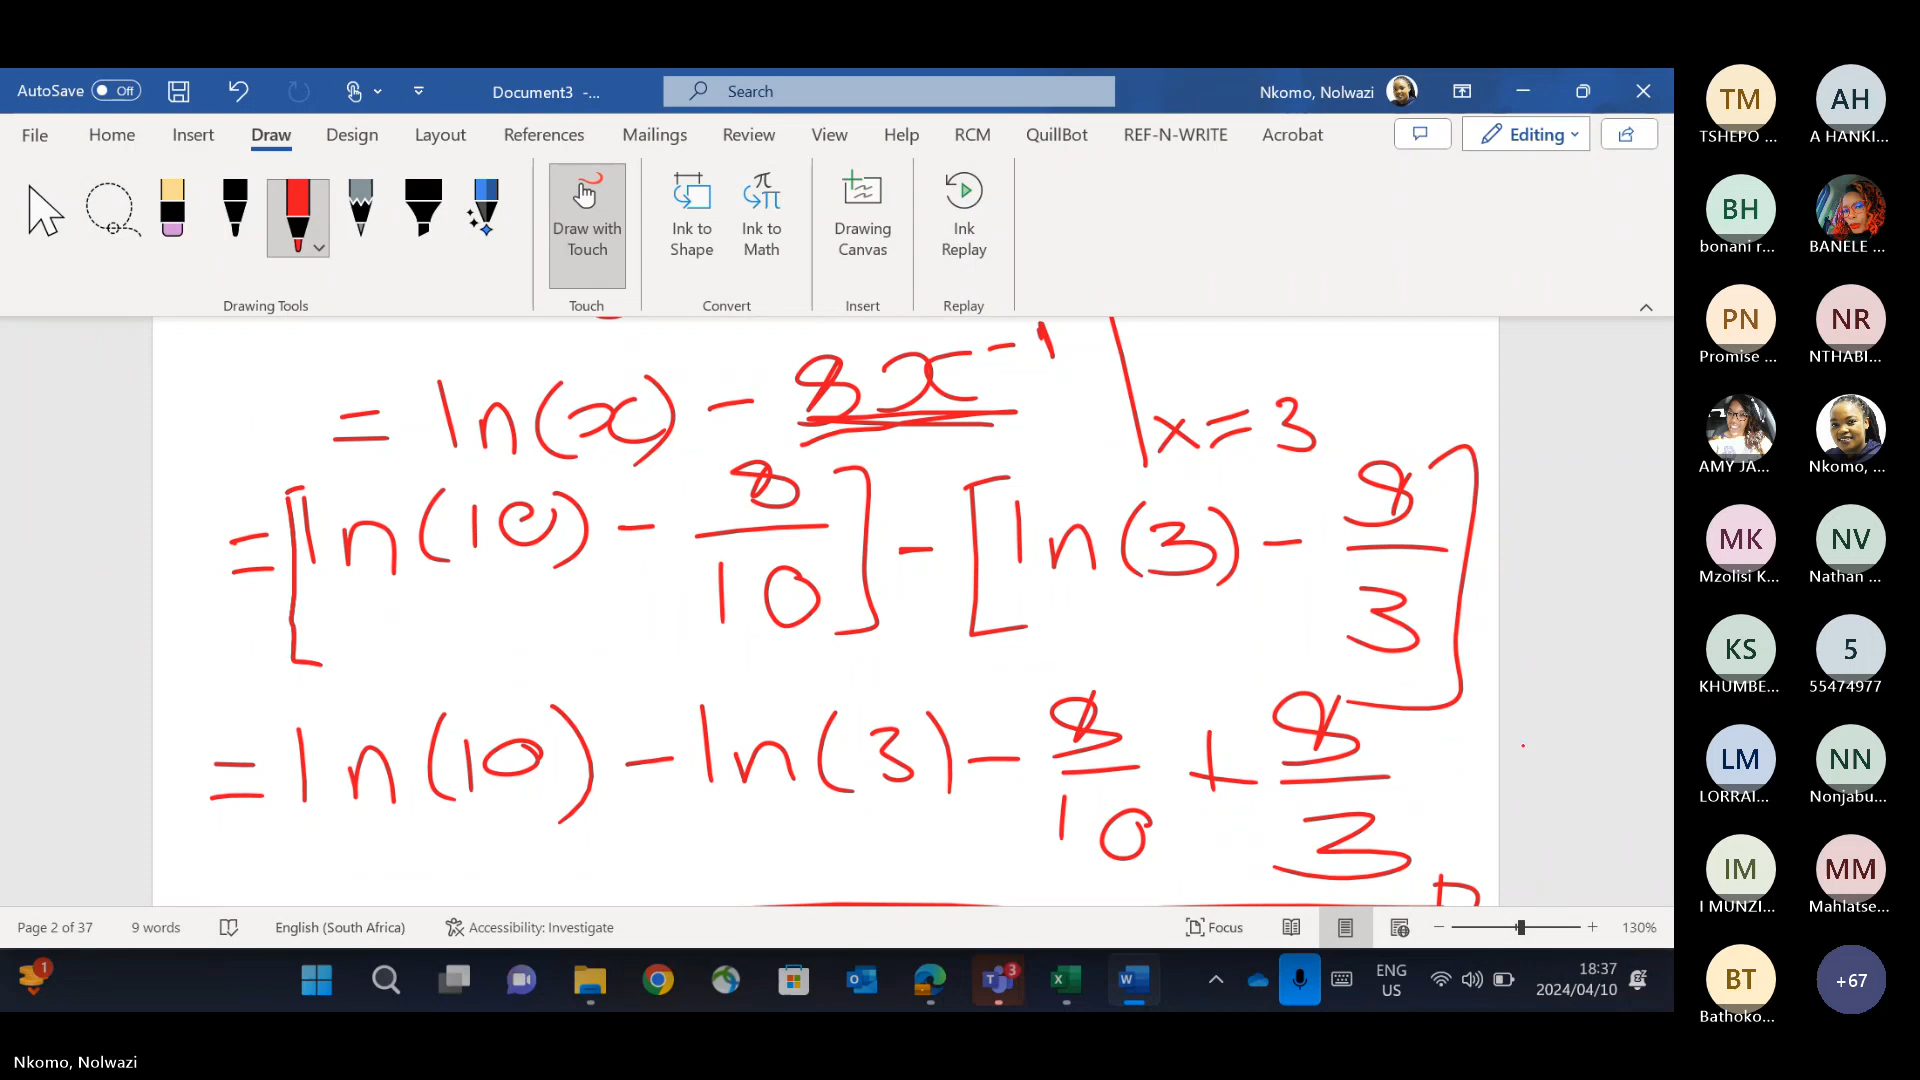 AutoSave Off Document3 -... Search Nkomo, Nolwazi
File Home Insert Draw Design Layout References Mailings Review View Help RCM QuillBot REF-N-WRITE Acrobat Editing
Draw with Touch
Ink to Shape
Ink to Math
Drawing Canvas
Ink Replay
Drawing Tools Touch Convert Insert Replay
= ln(x) - 8x⁻¹ | x=3
= [ln(10) - 8/10] - [ln(3) - 8/3]
= ln(10) - ln(3) - 8/10 + 8/3
Page 2 of 37 9 words English (South Africa) Accessibility: Investigate Focus 130%
1 3 ENG US 18:37 2024/04/10
Nkomo, Nolwazi
TM AH
TSHEPO ... A HANKI...
BH
bonani r... BANELE ...
PN NR
Promise ... NTHABI...
AMY JA... Nkomo, ...
MK NV
Mzolisi K... Nathan ...
KS 5
KHUMBE... 55474977
LM NN
LORRAI... Nonjabu...
IM MM
I MUNZI... Mahlatse...
BT +67
Bathoko...